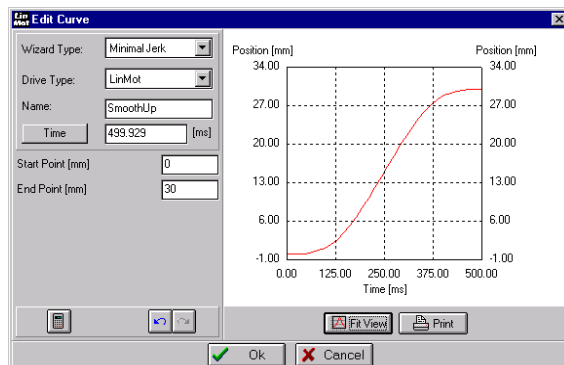 Lin Mot Edit Curve
Wizard Type: Minimal Jerk
Drive Type: LinMot
Name: SmoothUp
Time 499.929 [ms]
Start Point [mm] 0
End Point [mm] 30
Position [mm] Position [mm]
34.00 34.00
27.00 27.00
20.00 20.00
13.00 13.00
6.00 6.00
-1.00 -1.00
0.00 125.00 250.00 375.00 500.00
Time [ms]
Fit View Print
Ok Cancel